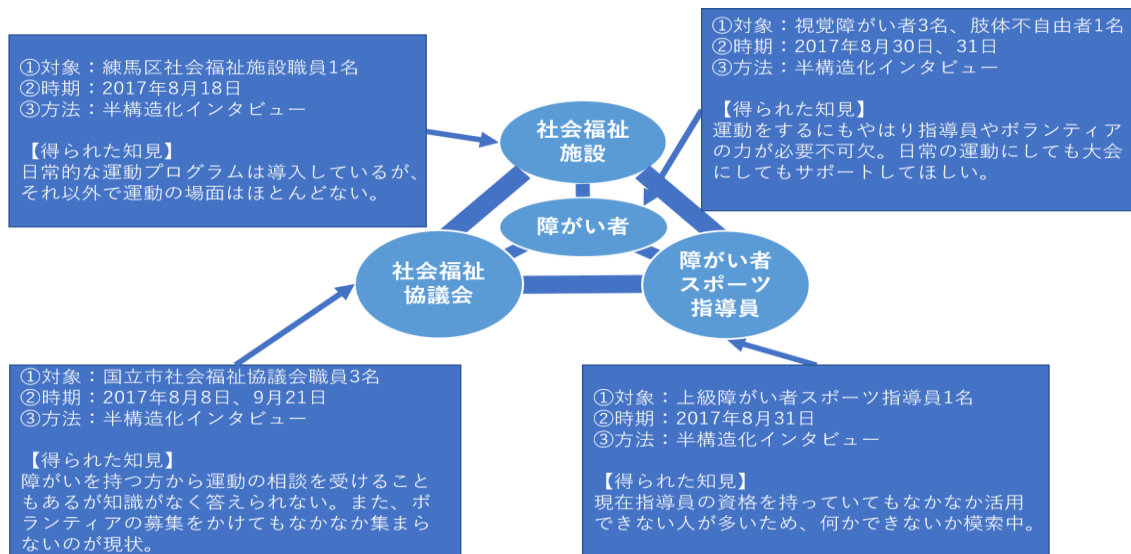 ①対象：練馬区社会福祉施設職員1名
②時期：2017年8月18日
③方法：半構造化インタビュー
【得られた知見】
日常的な運動プログラムは導入しているが、
それ以外で運動の場面はほとんどない。
①対象：視覚障がい者3名、肢体不自由者1名
②時期：2017年8月30日、31日
③方法：半構造化インタビュー
【得られた知見】
運動をするにもやはり指導員やボランティア
の力が必要不可欠。日常の運動にしても大会
にしてもサポートしてほしい。
社会福祉
施設
障がい者
社会福祉
協議会
障がい者
スポーツ
指導員
①対象：国立市社会福祉協議会職員3名
②時期：2017年8月8日、9月21日
③方法：半構造化インタビュー
【得られた知見】
障がいを持つ方から運動の相談を受けること
もあるが知識がなく答えられない。また、ボ
ランティアの募集をかけてもなかなか集まら
ないのが現状。
①対象：上級障がい者スポーツ指導員1名
②時期：2017年8月31日
③方法：半構造化インタビュー
【得られた知見】
現在指導員の資格を持っていてもなかなか活用
できない人が多いため、何かできないか模索中。